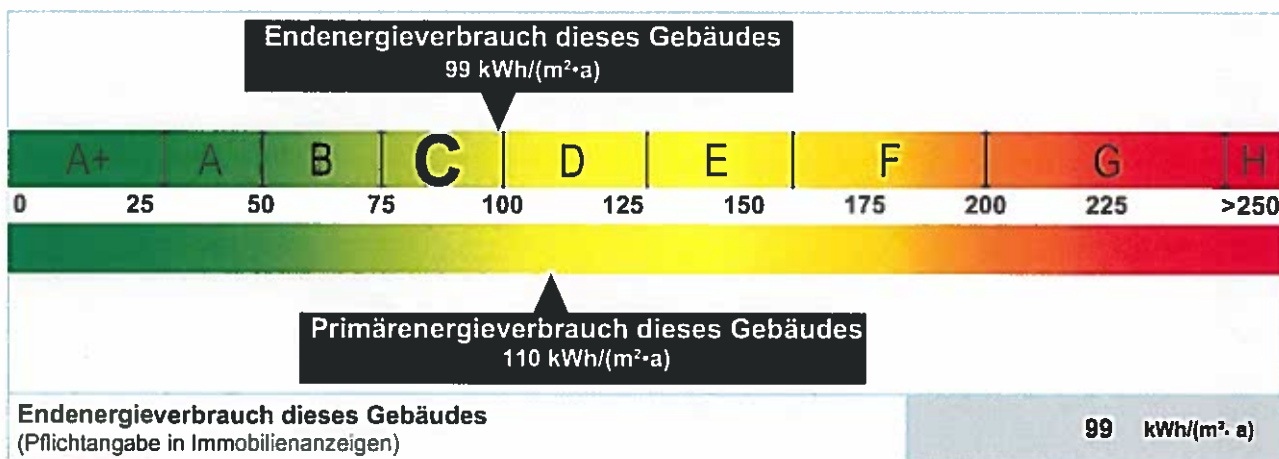 Endenergieverbrauch dieses Gebäudes
99 kWh/(m²•a)
A+ A B C D E F G H
0 25 50 75 100 125 150 175 200 225 >250
Primärenergieverbrauch dieses Gebäudes
110 kWh/(m²•a)
Endenergieverbrauch dieses Gebäudes
(Pflichtangabe in Immobilienanzeigen)
99 kWh/(m²· a)